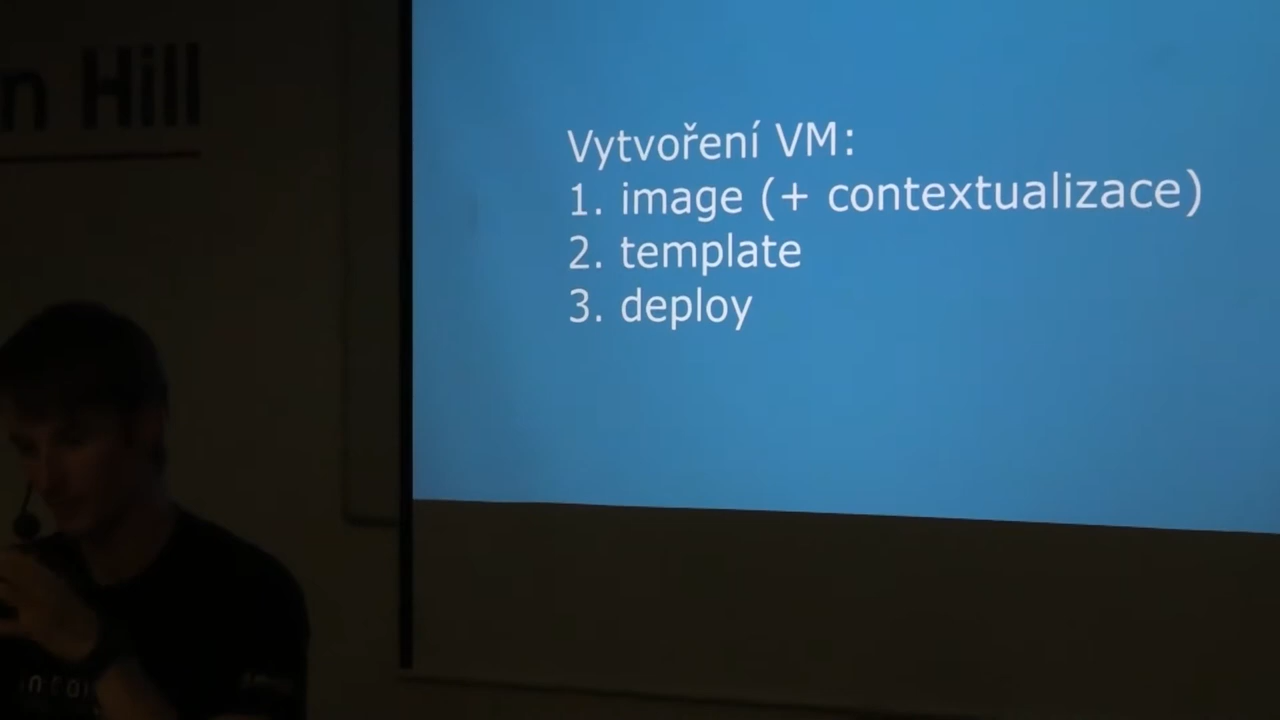 n Hill
Vytvoření VM:
1. image (+ contextualizace)
2. template
3. deploy